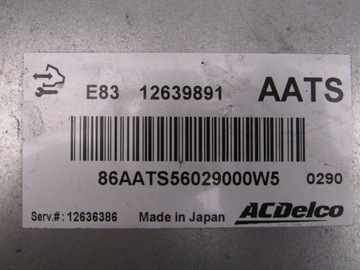 E83 12639891 AATS
86AATS56029000W5 0290
Serv.#: 12636386 Made in Japan ACDelco